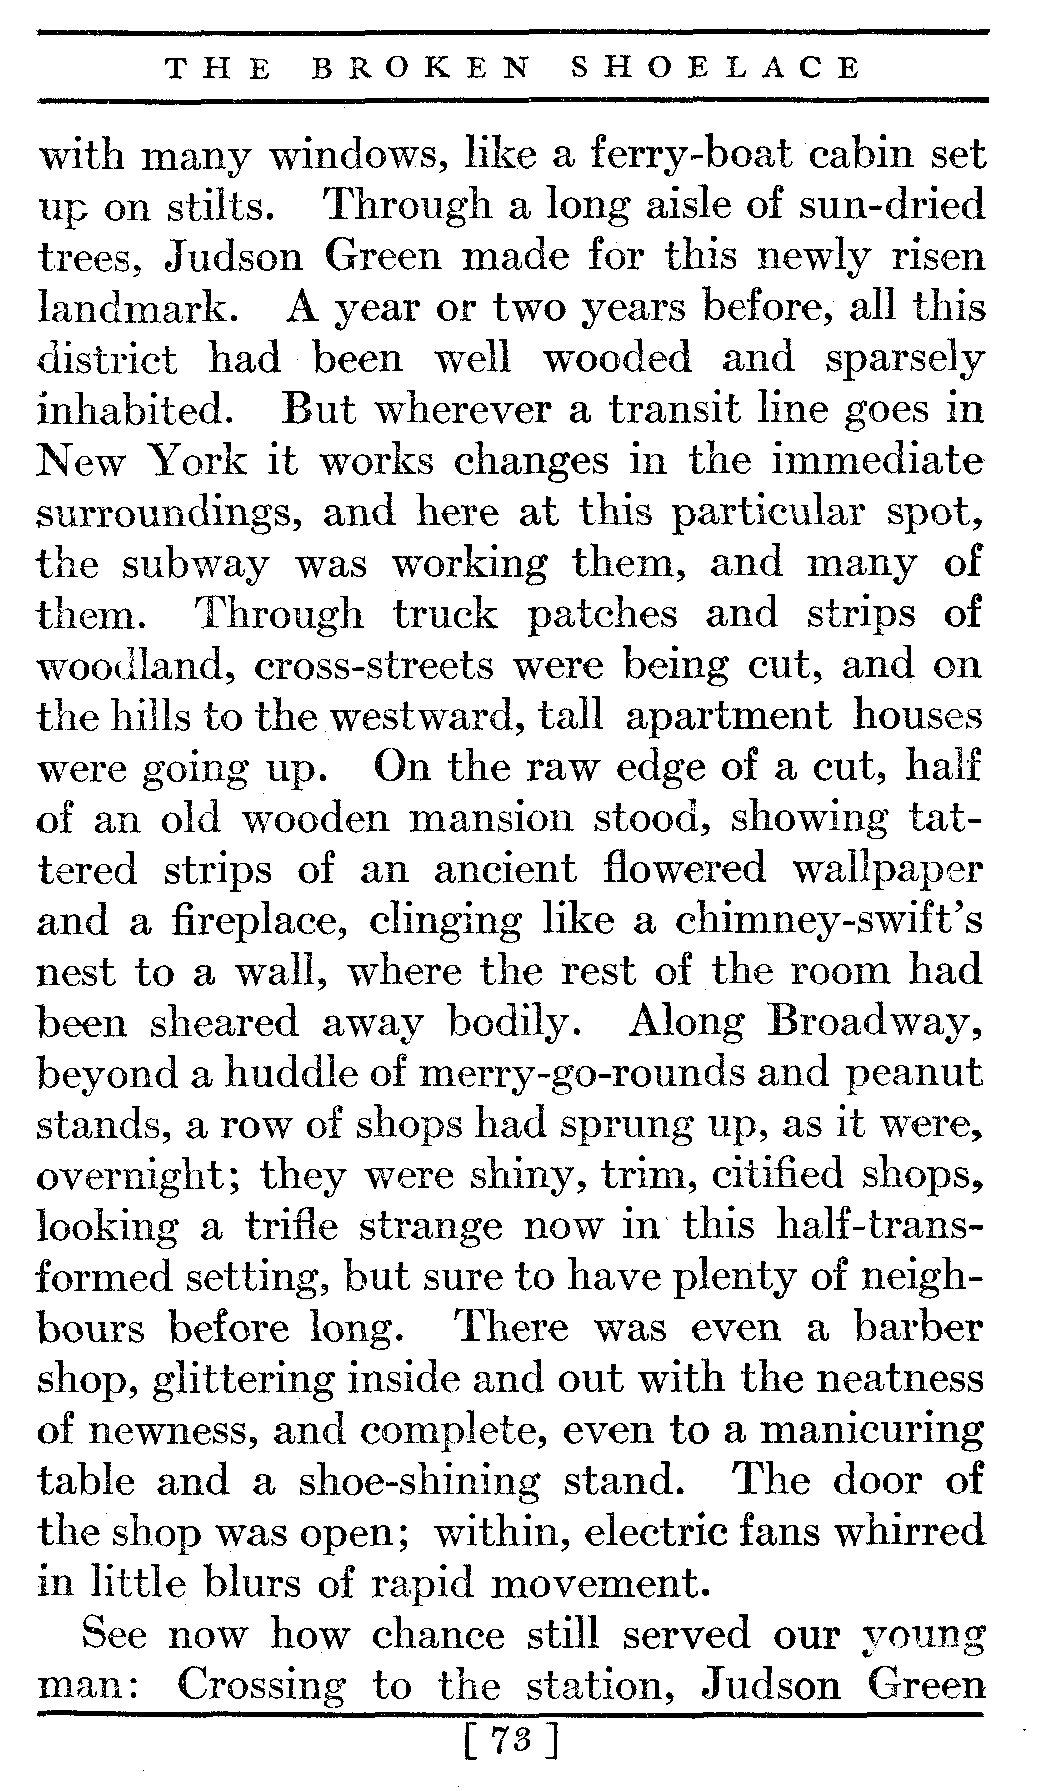 THE BROKEN SHOELACE
with many windows, like a ferry-boat cabin set
up on stilts. Through a long aisle of sun-dried
trees, Judson Green made for this newly risen
landmark. A year or two years before, all this
district had been well wooded and sparsely
inhabited. But wherever a transit line goes in
New York it works changes in the immediate
surroundings, and here at this particular spot,
the subway was working them, and many of
them. Through truck patches and strips of
woodland, cross-streets were being cut, and on
the hills to the westward, tall apartment houses
were going up. On the raw edge of a cut, half
of an old wooden mansion stood, showing tat-
tered strips of an ancient flowered wallpaper
and a fireplace, clinging like a chimney-swift's
nest to a wall, where the rest of the room had
been sheared away bodily. Along Broadway,
beyond a huddle of merry-go-rounds and peanut
stands, a row of shops had sprung up, as it were,
overnight; they were shiny, trim, citified shops,
looking a trifle strange now in this half-trans-
formed setting, but sure to have plenty of neigh-
bours before long. There was even a barber
shop, glittering inside and out with the neatness
of newness, and complete, even to a manicuring
table and a shoe-shining stand. The door of
the shop was open; within, electric fans whirred
in little blurs of rapid movement.
See now how chance still served our young
man: Crossing to the station, Judson Green
[ 73 ]